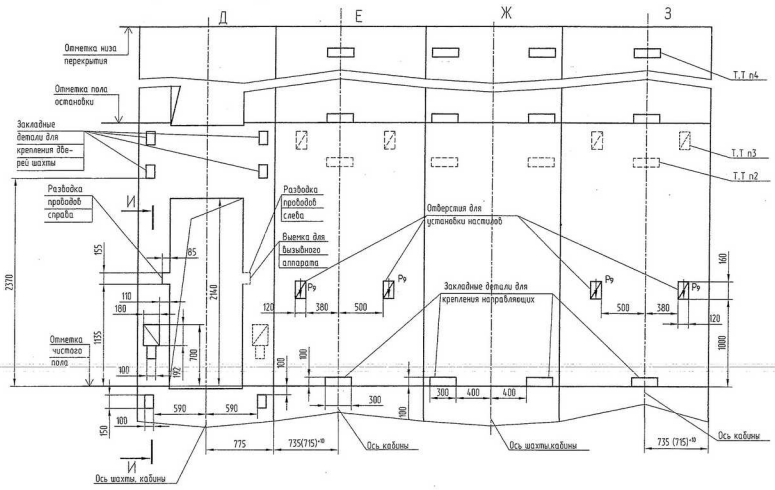 Д Е Ж З
Отметка низа
перекрытия
Т.Т п4
Отметка пола
остановки
Закладные
детали для
крепления две-
рей шахты
Т.Т п3
Т.Т п2
Разводка
проводов
справа
И
Разводка
проводов
слева
Отверстия для
установки настилов
Выемка для
вызывного
аппарата
85
155
2370
2140
110
180
1135
Р9 Р9 Р9 Р9
160
120 380 500
500 380
120
Закладные детали для
крепления направляющих
1000
Отметка
чистого
пола
100
192
700
100
100
100
300
300 400 400
590 590
150
100
775
735(715)⁺¹⁰
735 (715)⁺¹⁰
И
Ось кабины
Ось шахты,кабины
Ось кабины
Ось шахты, кабины